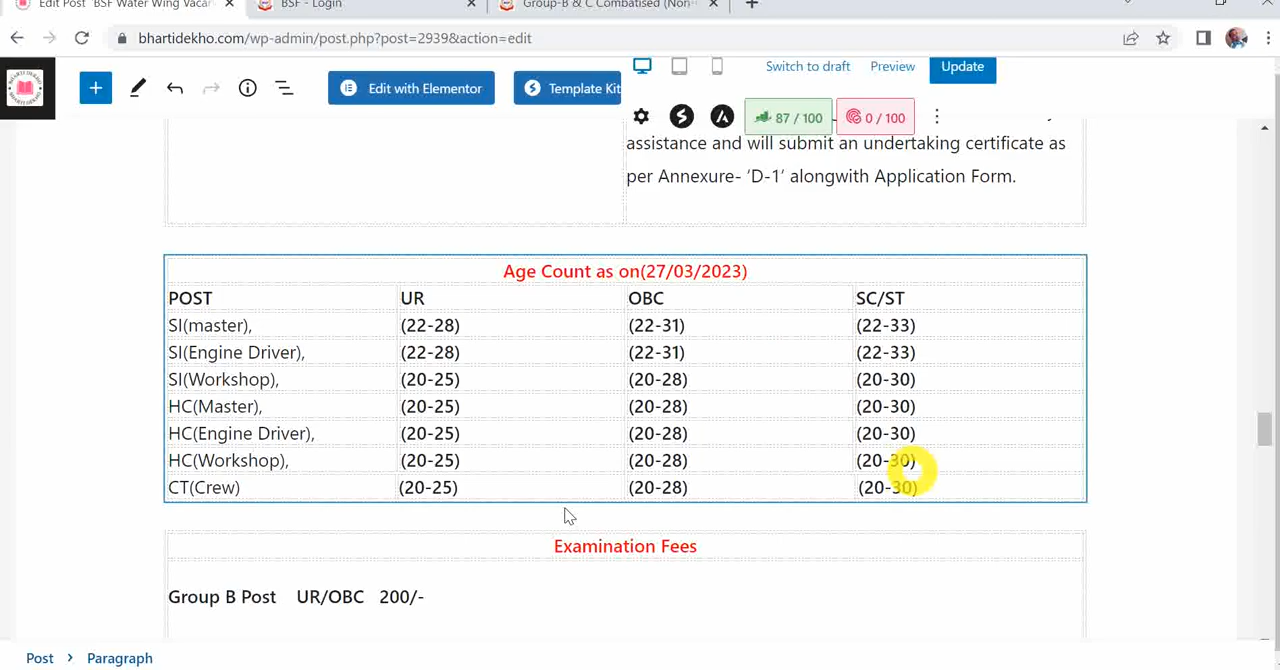 Edit Post "BSF Water Wing Vacan
BSF - Login
Group-B & C Combatised (Non-
bhartidekho.com/wp-admin/post.php?post=2939&action=edit
Edit with Elementor
Template Kit
Switch to draft
Preview
Update
87 / 100
0 / 100
assistance and will submit an undertaking certificate as
per Annexure- ‘D-1’ alongwith Application Form.
Age Count as on(27/03/2023)
POST UR OBC SC/ST
SI(master), (22-28) (22-31) (22-33)
SI(Engine Driver), (22-28) (22-31) (22-33)
SI(Workshop), (20-25) (20-28) (20-30)
HC(Master), (20-25) (20-28) (20-30)
HC(Engine Driver), (20-25) (20-28) (20-30)
HC(Workshop), (20-25) (20-28) (20-30)
CT(Crew) (20-25) (20-28) (20-30)
Examination Fees
Group B Post UR/OBC 200/-
Post > Paragraph